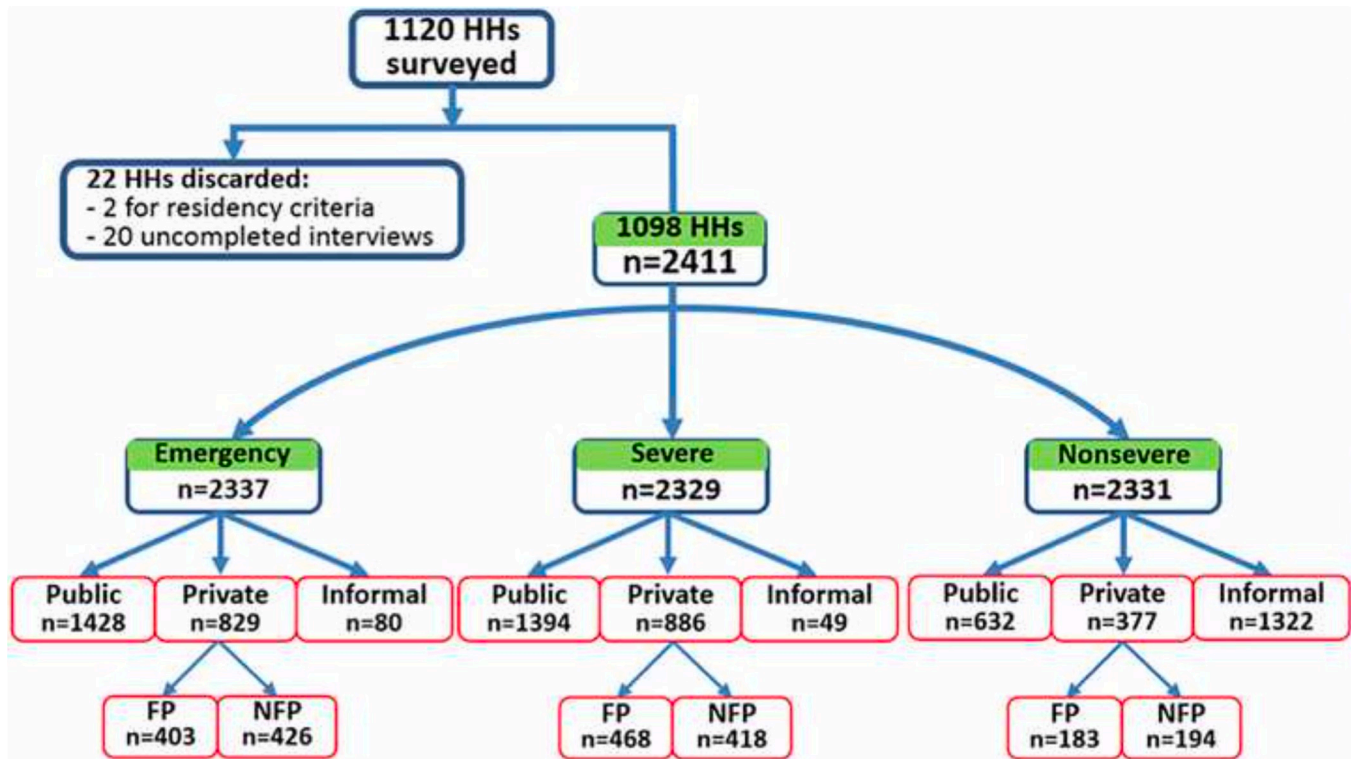 1120 HHs
surveyed
22 HHs discarded:
- 2 for residency criteria
- 20 uncompleted interviews
1098 HHs
n=2411
Emergency
n=2337
Severe
n=2329
Nonsevere
n=2331
Public
n=1428
Private
n=829
Informal
n=80
Public
n=1394
Private
n=886
Informal
n=49
Public
n=632
Private
n=377
Informal
n=1322
FP
n=403
NFP
n=426
FP
n=468
NFP
n=418
FP
n=183
NFP
n=194